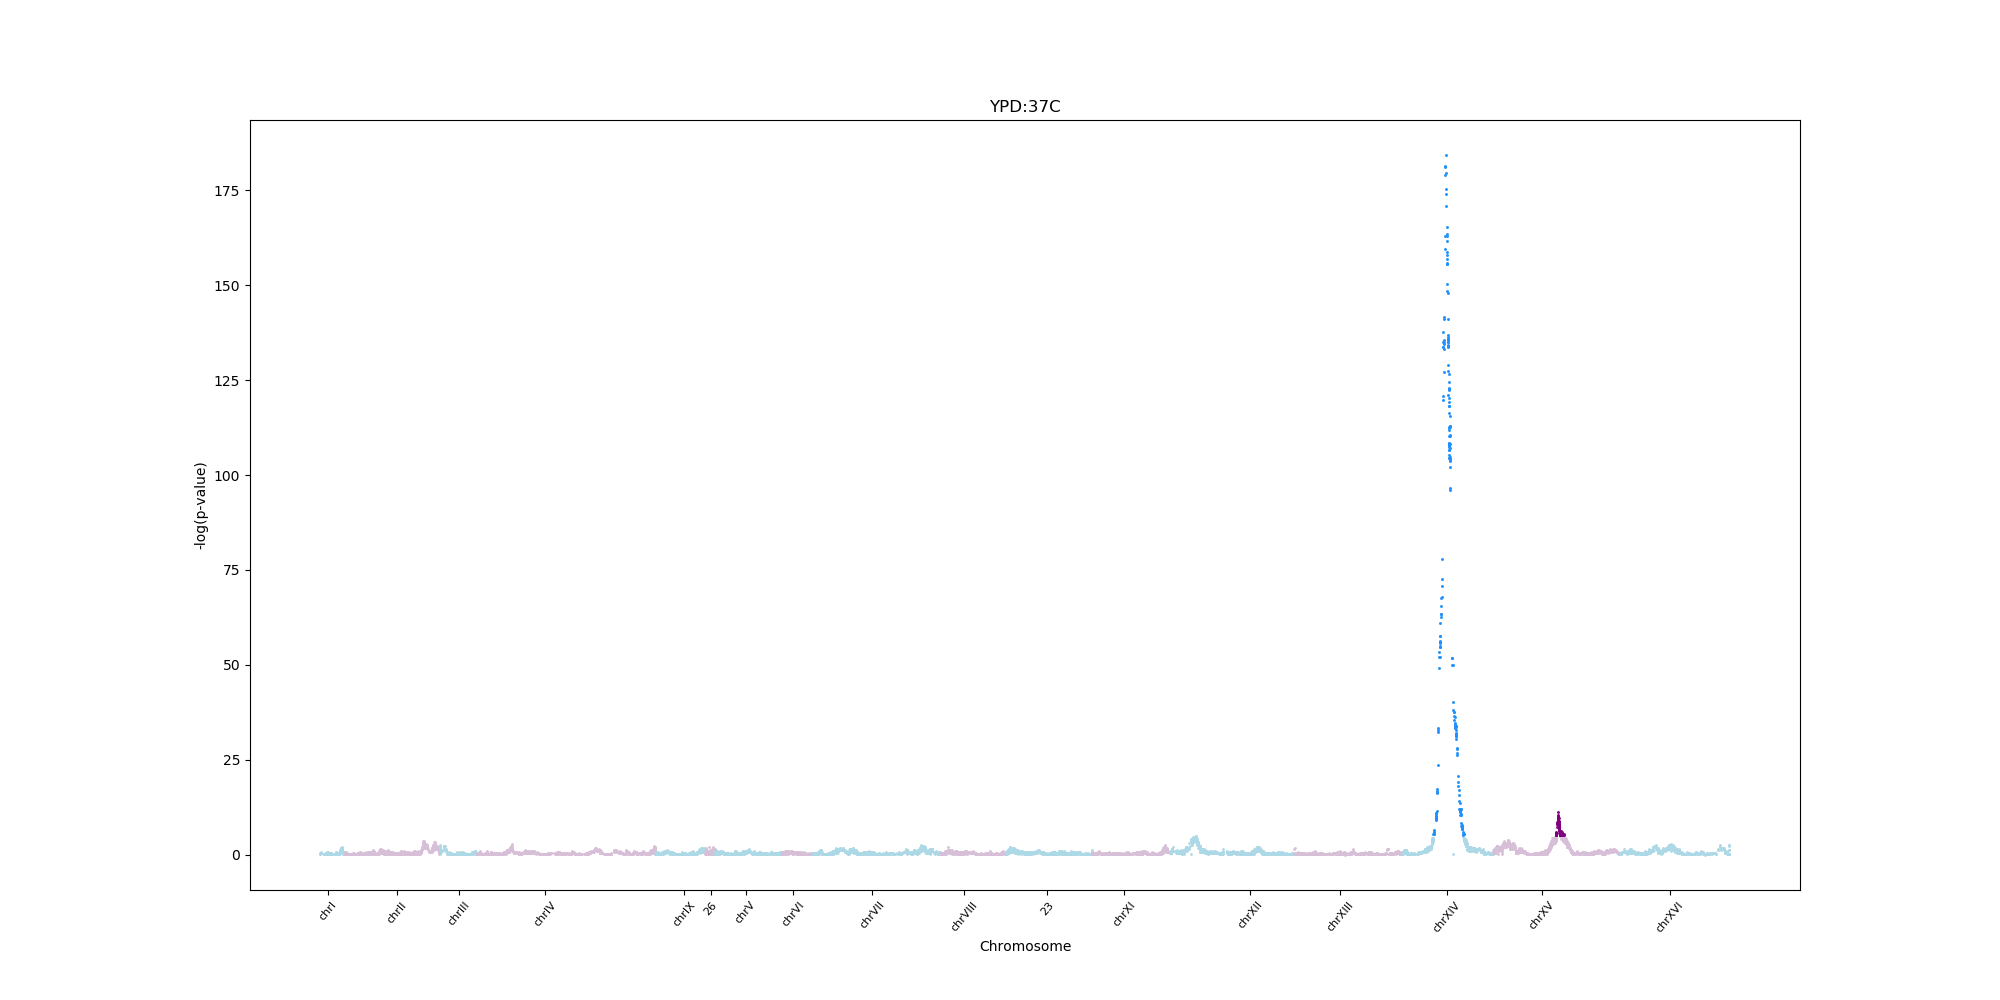 YPD:37C
175
150
125
100
75
50
25
0
-log(p-value)
chrI chrII chrIII chrIV chrIX 26 chrV chrVI chrVII chrVIII 23 chrXI chrXII chrXIII chrXIV chrXV chrXVI
Chromosome